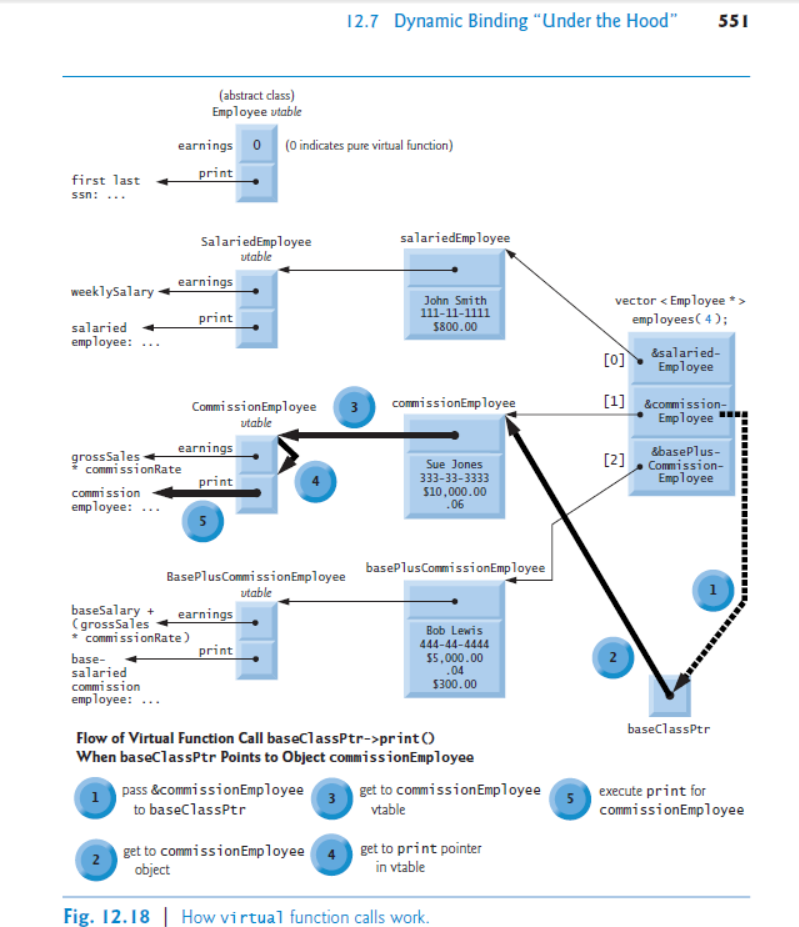 12.7 Dynamic Binding “Under the Hood” 551
(abstract class)
Employee vtable
earnings 0 (0 indicates pure virtual function)
print
first last
ssn: ...
SalariedEmployee
vtable
earnings
weeklySalary
print
salaried
employee: ...
salariedEmployee
John Smith
111-11-1111
$800.00
vector < Employee * >
employees( 4 );
[0] &salaried-
Employee
[1] &commission-
Employee
[2] &basePlus-
Commission-
Employee
CommissionEmployee
vtable
3
earnings
grossSales
* commissionRate
print
4
commission
employee: ...
5
commissionEmployee
Sue Jones
333-33-3333
$10,000.00
.06
BasePlusCommissionEmployee
vtable
baseSalary +
earnings
(grossSales
* commissionRate)
print
base-
salaried
commission
employee: ...
basePlusCommissionEmployee
Bob Lewis
444-44-4444
$5,000.00
.04
$300.00
1
2
baseClassPtr
Flow of Virtual Function Call baseClassPtr->print()
When baseClassPtr Points to Object commissionEmployee
1 pass &commissionEmployee
to baseClassPtr
2 get to commissionEmployee
object
3 get to commissionEmployee
vtable
4 get to print pointer
in vtable
5 execute print for
commissionEmployee
Fig. 12.18 | How virtual function calls work.